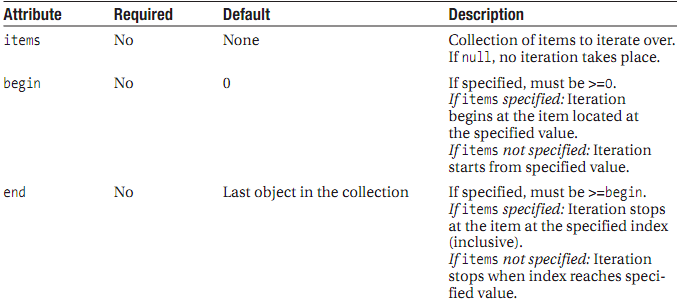 Attribute Required Default Description
items No None Collection of items to iterate over.
If null, no iteration takes place.
begin No 0 If specified, must be >=0.
If items specified: Iteration
begins at the item located at
the specified value.
If items not specified: Iteration
starts from specified value.
end No Last object in the collection If specified, must be >=begin.
If items specified: Iteration stops
at the item at the specified index
(inclusive).
If items not specified: Iteration
stops when index reaches speci-
fied value.